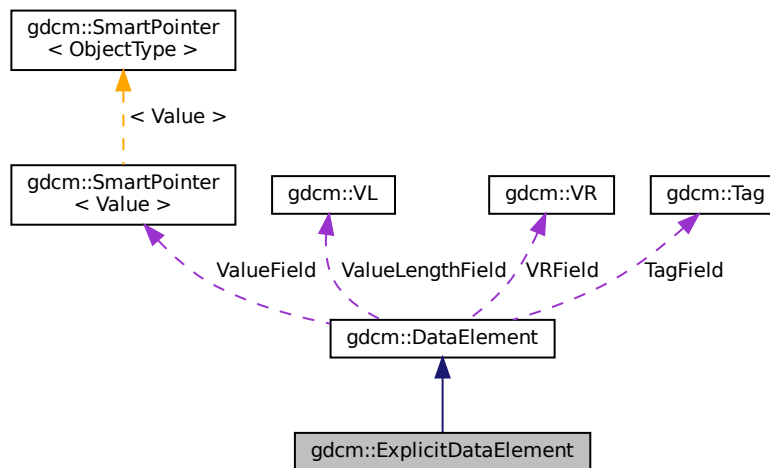 gdcm::SmartPointer
< ObjectType >
< Value >
gdcm::SmartPointer
< Value >
gdcm::VL
gdcm::VR
gdcm::Tag
ValueField
ValueLengthField
VRField
TagField
gdcm::DataElement
gdcm::ExplicitDataElement